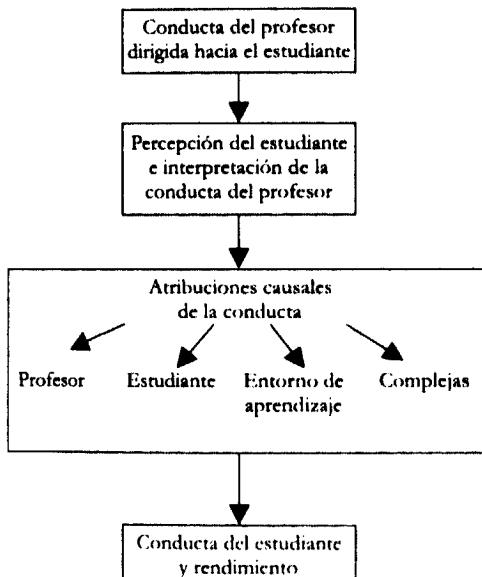 Conducta del profesor
dirigida hacia el estudiante
Percepción del estudiante
e interpretación de la
conducta del profesor
Atribuciones causales
de la conducta
Profesor
Estudiante
Entorno de
aprendizaje
Complejas
Conducta del estudiante
y rendimiento